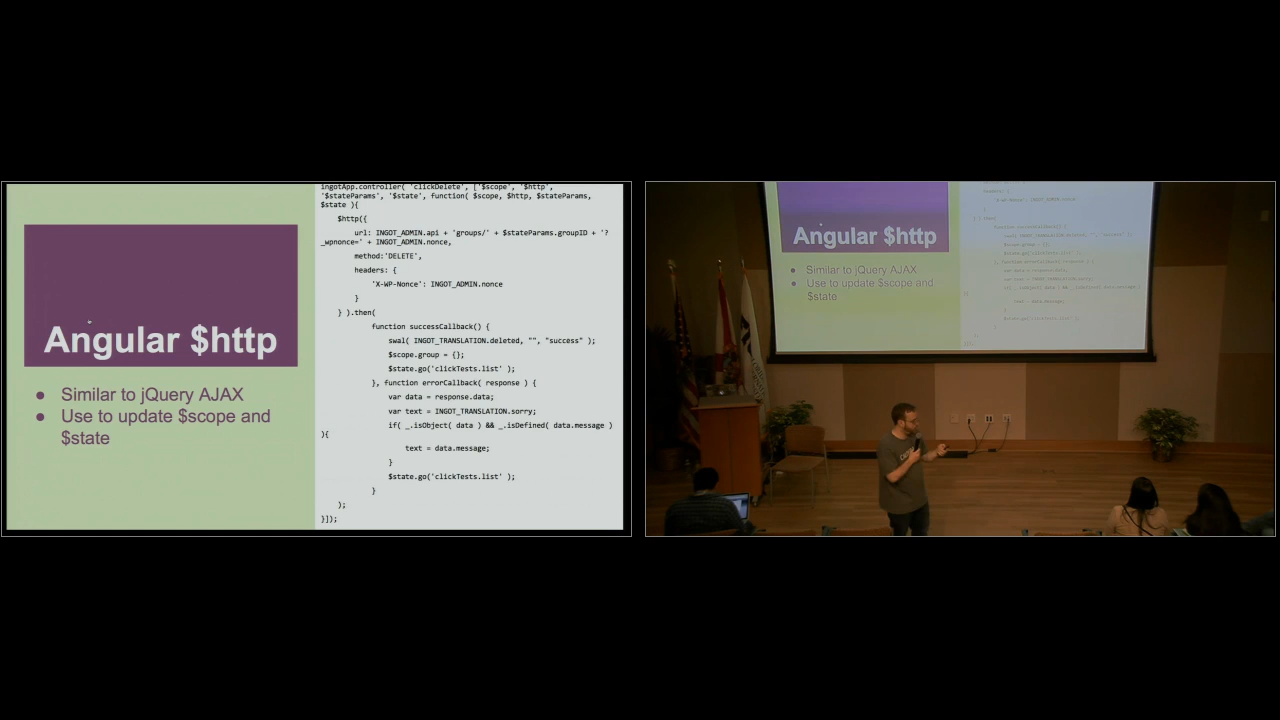 Angular $http
● Similar to jQuery AJAX
● Use to update $scope and
$state
ingotApp.controller( 'clickDelete', ['$scope', '$http',
'$stateParams', '$state', function( $scope, $http, $stateParams,
$state ){
$http({
url: INGOT_ADMIN.api + 'groups/' + $stateParams.groupID + '?
_wpnonce=' + INGOT_ADMIN.nonce,
method:'DELETE',
headers: {
'X-WP-Nonce': INGOT_ADMIN.nonce
}
} ).then(
function successCallback() {
swal( INGOT_TRANSLATION.deleted, "", "success" );
$scope.group = {};
$state.go('clickTests.list' );
}, function errorCallback( response ) {
var data = response.data;
var text = INGOT_TRANSLATION.sorry;
if( _.isObject( data ) && _.isDefined( data.message )
){
text = data.message;
}
$state.go('clickTests.list' );
}
);
}]);
Angular $http
● Similar to jQuery AJAX
● Use to update $scope and
$state